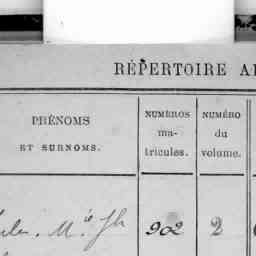 RÉPERTOIRE
PRÉNOMS
ET SURNOMS.
NUMÉROS
ma-
tricules.
NUMÉRO
du
volume.
902 2